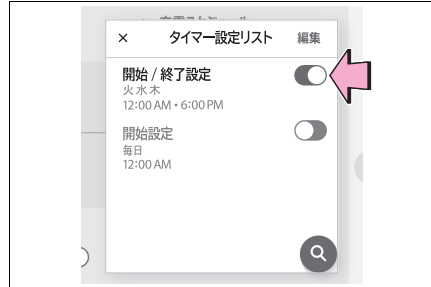 × タイマー設定リスト 編集
開始 / 終了設定
火 水 木
12:00 AM・6:00 PM
開始設定
毎日
12:00 AM